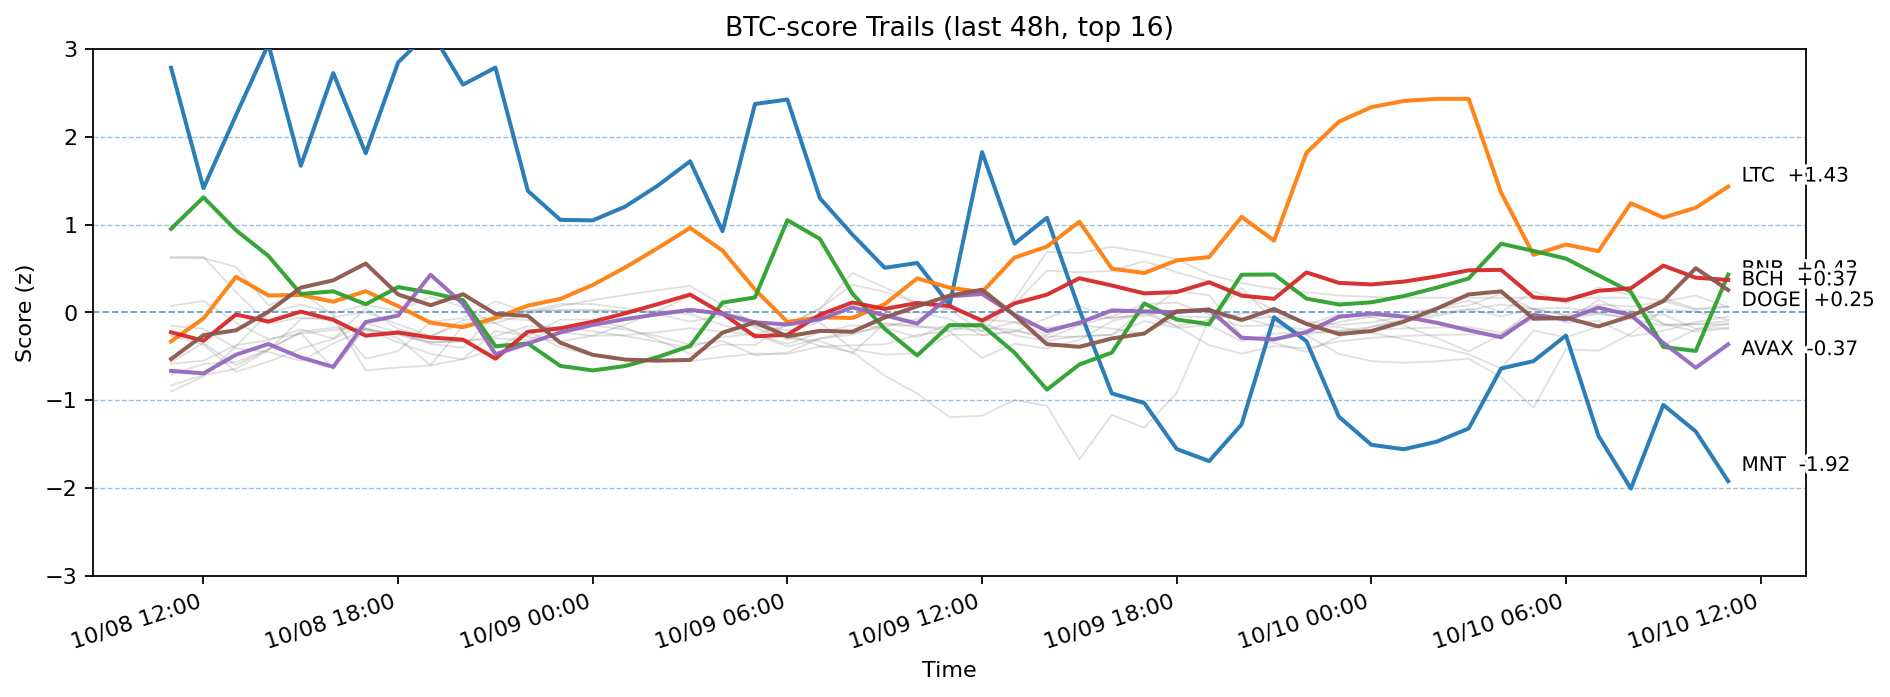 BTC-score Trails (last 48h, top 16)
Score (z)
3
2
1
0
−1
−2
−3
LTC +1.43
BNB +0.43
BCH +0.37
DOGE +0.25
AVAX -0.37
MNT -1.92
10/08 12:00
10/08 18:00
10/09 00:00
10/09 06:00
10/09 12:00
10/09 18:00
10/10 00:00
10/10 06:00
10/10 12:00
Time